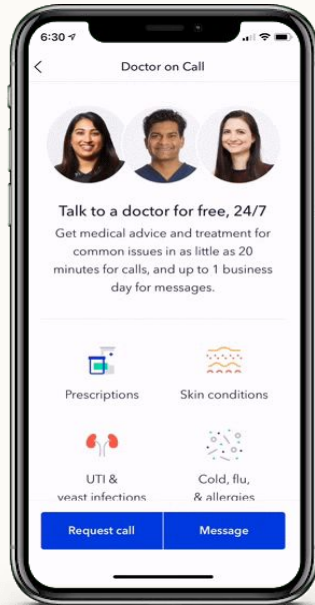 6:30
Doctor on Call
Talk to a doctor for free, 24/7
Get medical advice and treatment for
common issues in as little as 20
minutes for calls, and up to 1 business
day for messages.
Prescriptions
Skin conditions
UTI &
yeast infections
Cold, flu,
& allergies
Request call
Message